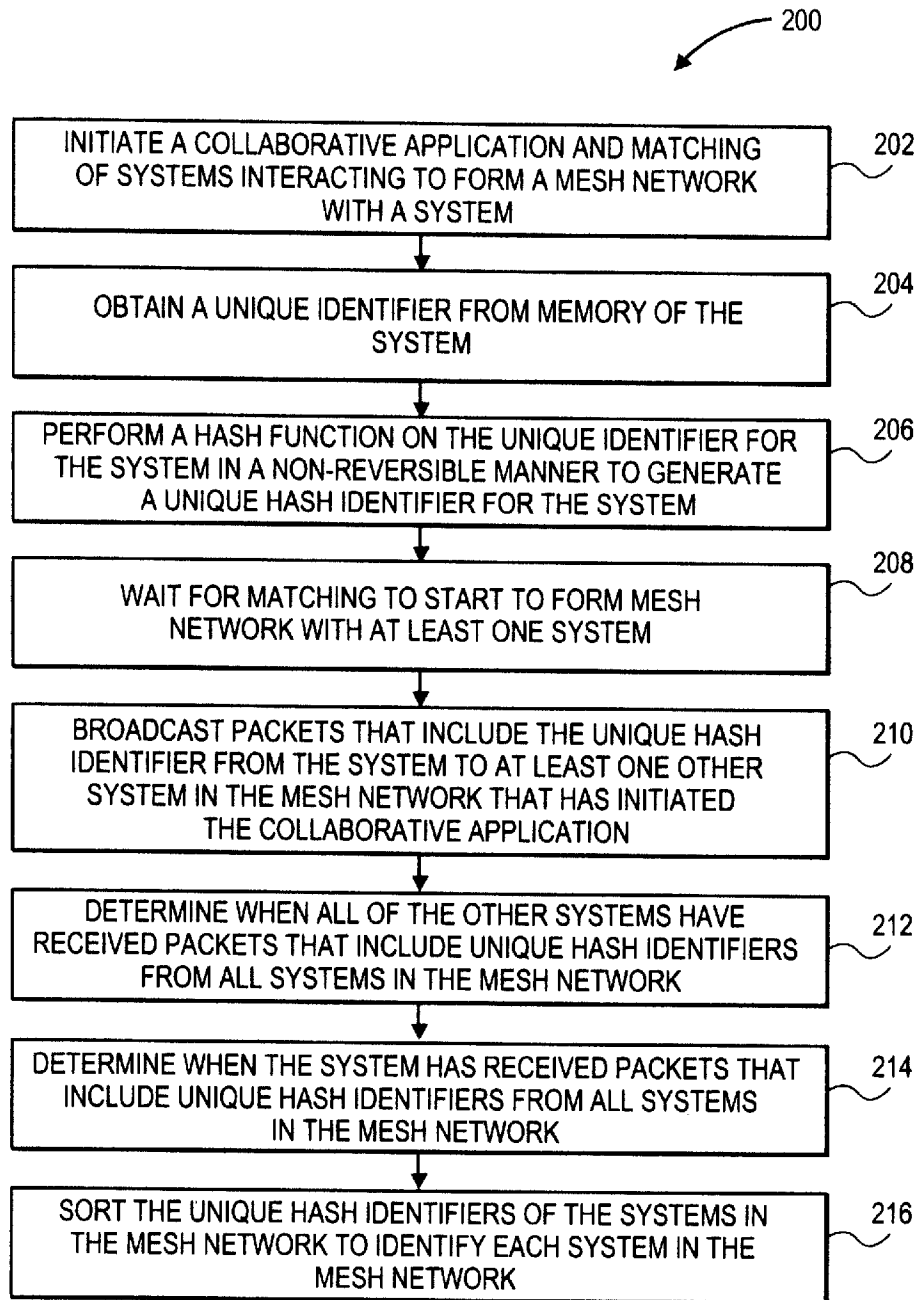 200
INITIATE A COLLABORATIVE APPLICATION AND MATCHING
OF SYSTEMS INTERACTING TO FORM A MESH NETWORK
WITH A SYSTEM
202
OBTAIN A UNIQUE IDENTIFIER FROM MEMORY OF THE
SYSTEM
204
PERFORM A HASH FUNCTION ON THE UNIQUE IDENTIFIER FOR
THE SYSTEM IN A NON-REVERSIBLE MANNER TO GENERATE
A UNIQUE HASH IDENTIFIER FOR THE SYSTEM
206
WAIT FOR MATCHING TO START TO FORM MESH
NETWORK WITH AT LEAST ONE SYSTEM
208
BROADCAST PACKETS THAT INCLUDE THE UNIQUE HASH
IDENTIFIER FROM THE SYSTEM TO AT LEAST ONE OTHER
SYSTEM IN THE MESH NETWORK THAT HAS INITIATED
THE COLLABORATIVE APPLICATION
210
DETERMINE WHEN ALL OF THE OTHER SYSTEMS HAVE
RECEIVED PACKETS THAT INCLUDE UNIQUE HASH IDENTIFIERS
FROM ALL SYSTEMS IN THE MESH NETWORK
212
DETERMINE WHEN THE SYSTEM HAS RECEIVED PACKETS THAT
INCLUDE UNIQUE HASH IDENTIFIERS FROM ALL SYSTEMS
IN THE MESH NETWORK
214
SORT THE UNIQUE HASH IDENTIFIERS OF THE SYSTEMS IN
THE MESH NETWORK TO IDENTIFY EACH SYSTEM IN THE
MESH NETWORK
216